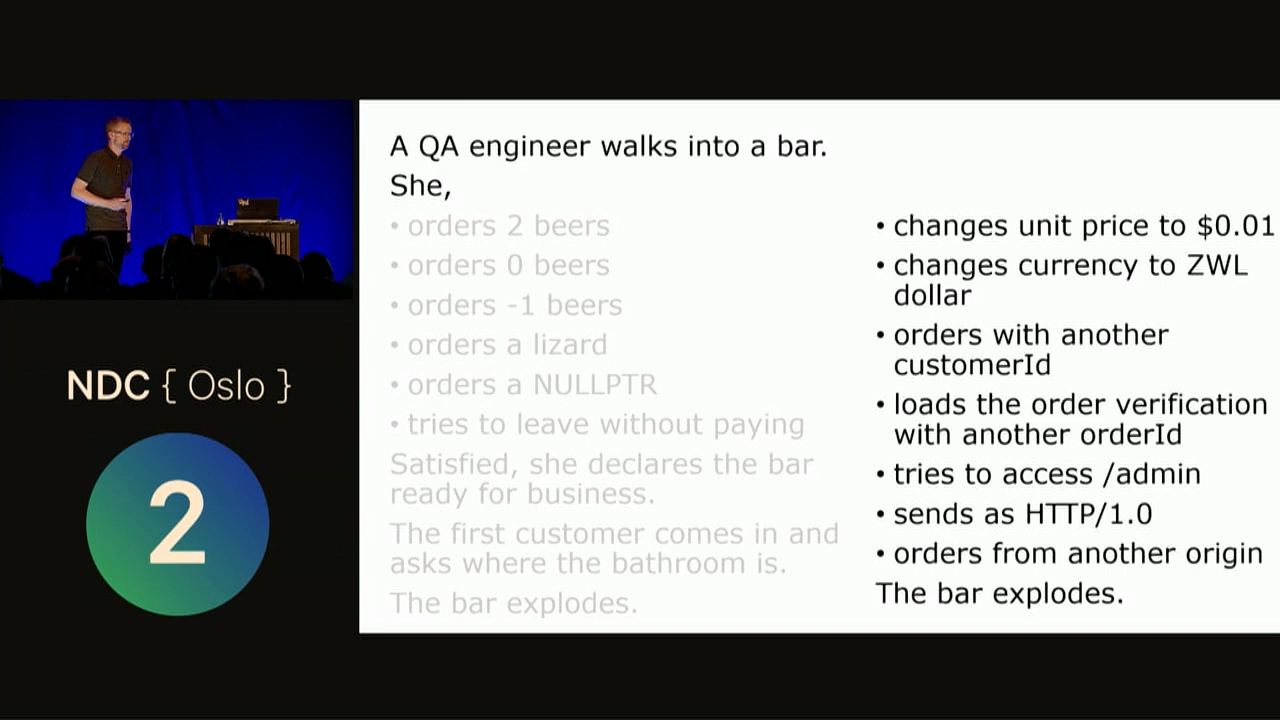 A QA engineer walks into a bar.
She,
• orders 2 beers
• orders 0 beers
• orders -1 beers
• orders a lizard
• orders a NULLPTR
• tries to leave without paying
Satisfied, she declares the bar
ready for business.
The first customer comes in and
asks where the bathroom is.
The bar explodes.
• changes unit price to $0.01
• changes currency to ZWL
dollar
• orders with another
customerId
• loads the order verification
with another orderId
• tries to access /admin
• sends as HTTP/1.0
• orders from another origin
The bar explodes.
NDC { Oslo }
2